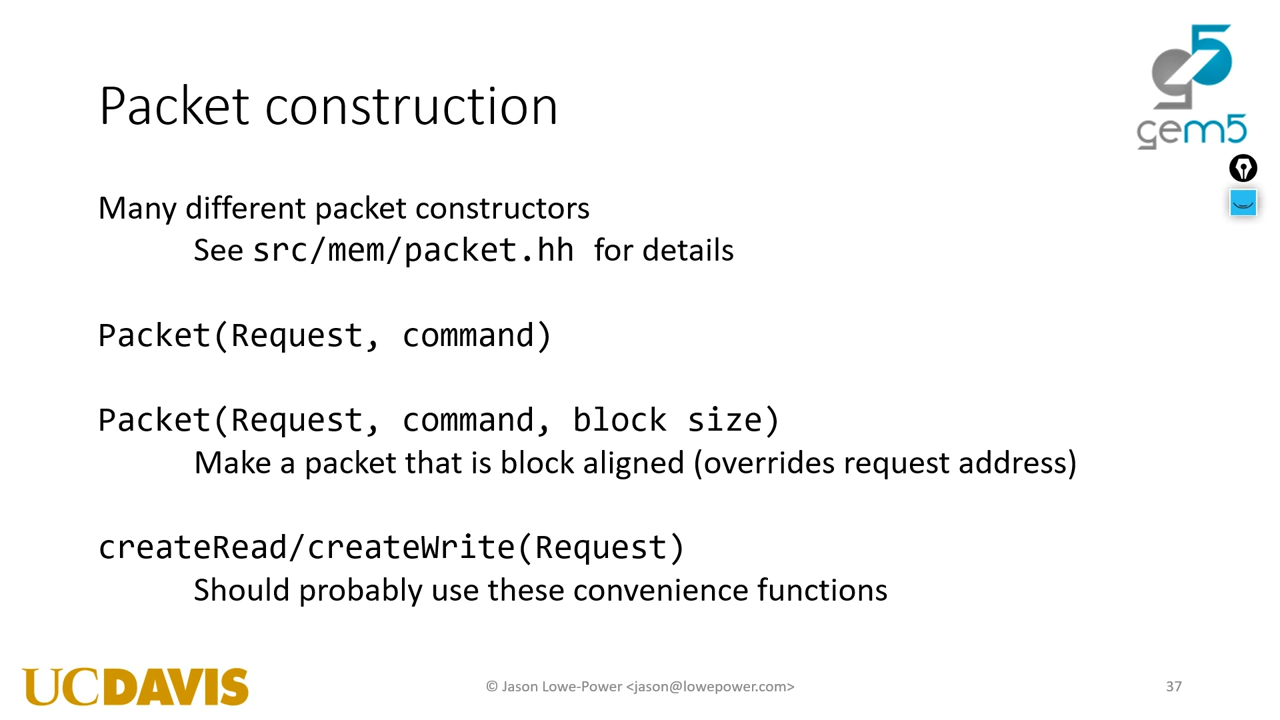 Packet construction
gem5
Many different packet constructors
See src/mem/packet.hh for details
Packet(Request, command)
Packet(Request, command, block size)
Make a packet that is block aligned (overrides request address)
createRead/createWrite(Request)
Should probably use these convenience functions
UCDAVIS
© Jason Lowe-Power <jason@lowepower.com>
37